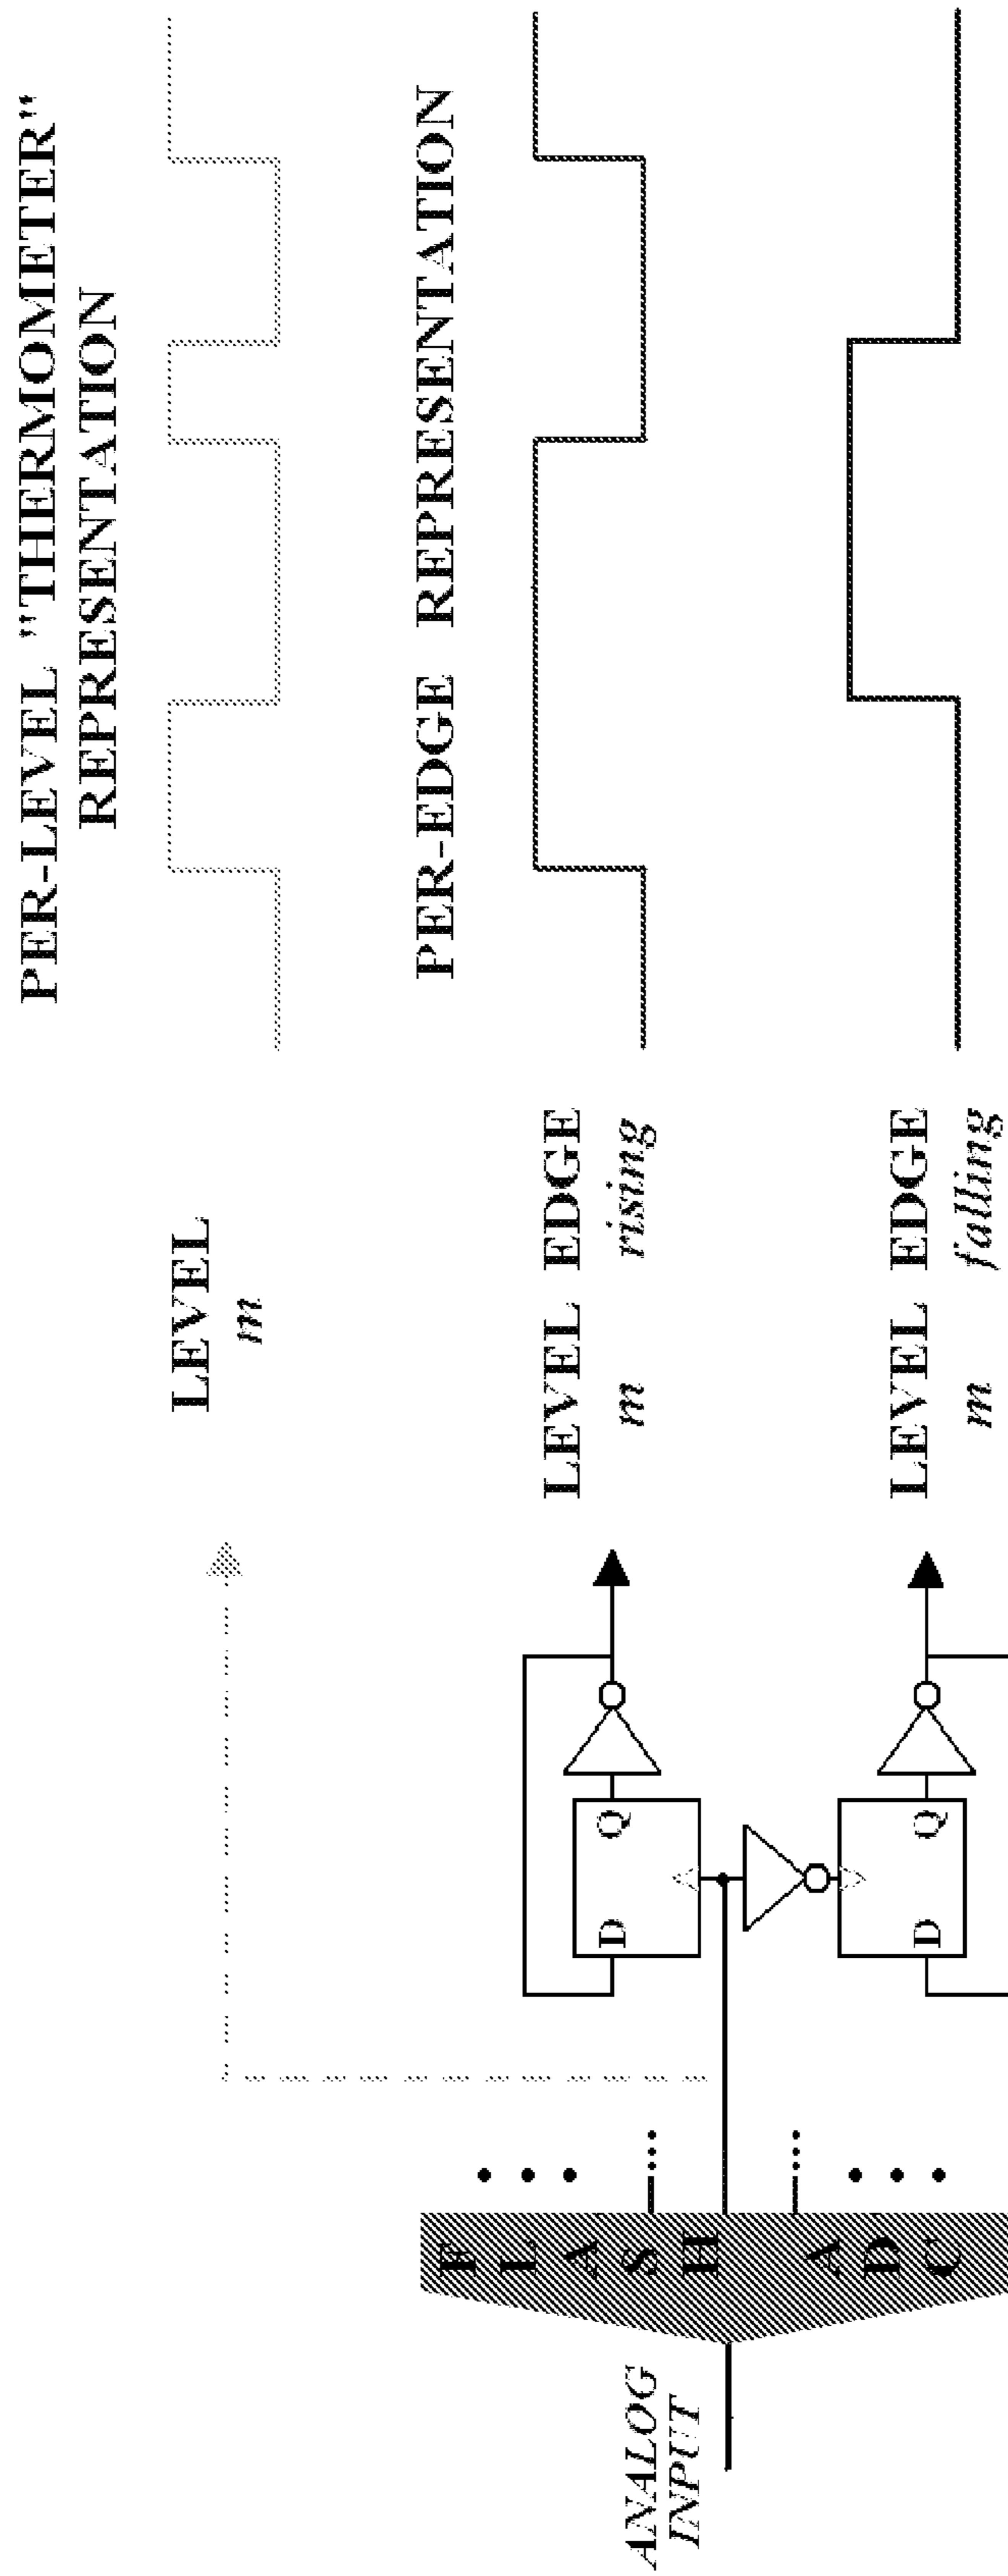 PER-LEVEL "THERMOMETER"
REPRESENTATION
LEVEL
m
PER-EDGE REPRESENTATION
LEVEL EDGE
m rising
LEVEL EDGE
m falling
D Q
D Q
FLASH ADC
ANALOG
INPUT